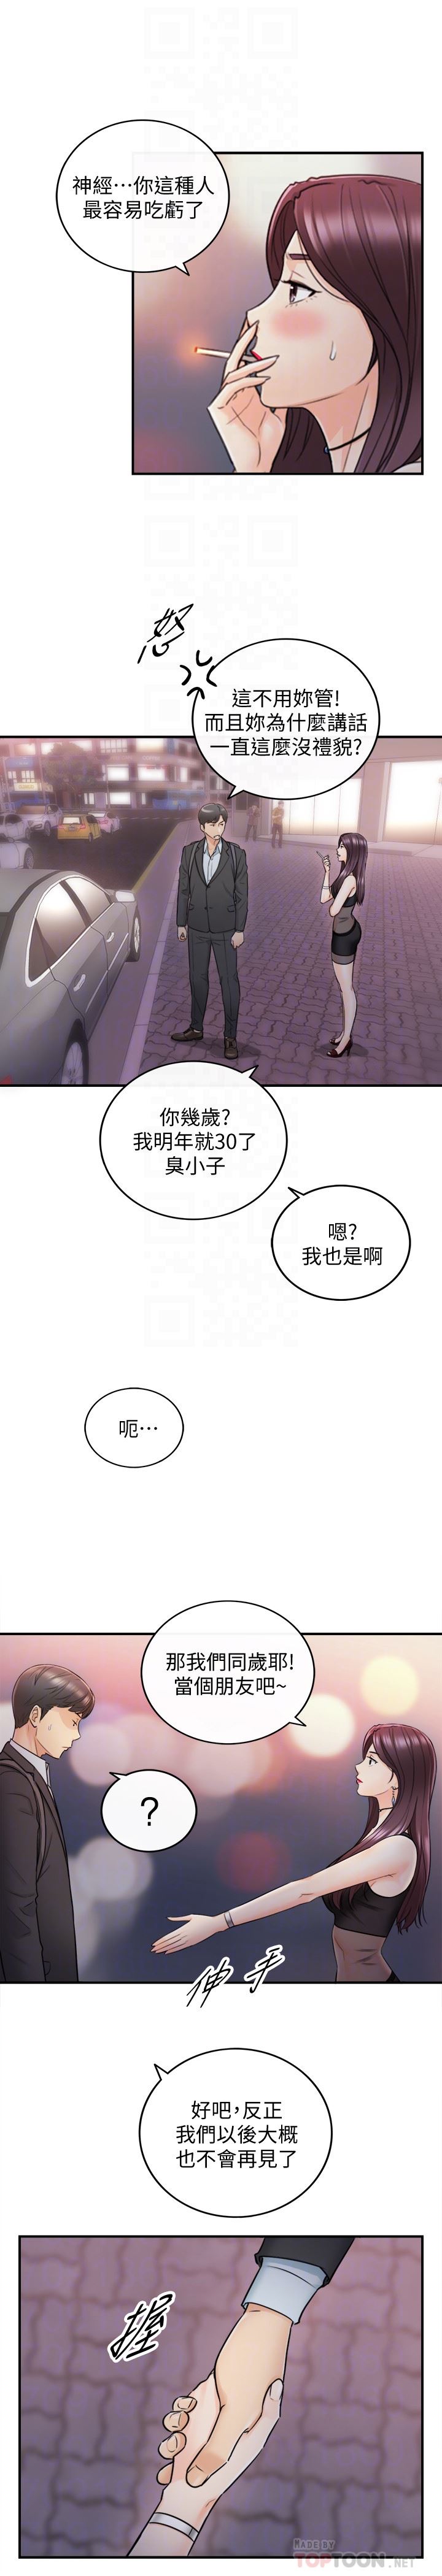 神經⋯你這種人
最容易吃虧了
怒
這不用妳管!
而且妳為什麼講話
一直這麼沒禮貌?
你幾歲?
我明年就30了
臭小子
嗯?
我也是啊
呃⋯
那我們同歲耶!
當個朋友吧~
?
伸手
好吧,反正
我們以後大概
也不會再見了
握
MADE BY
TOPTOON.NET